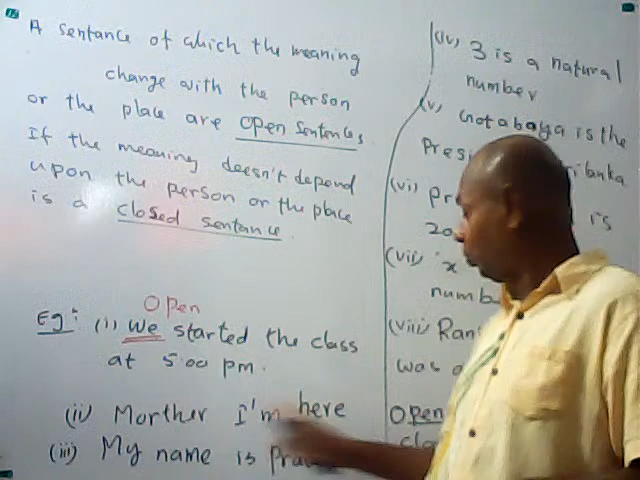 A sentance of which the meaning
change with the person
or the place are open sentences
If the meaning doesn't depend
upon the person or the place
is a closed sentance.
Open
Eg: (i) We started the class
at 5.00 pm.
(ii) Morther I'm here
(iii) My name is
(iv) 3 is a natural
number
(v) Gotabaya is the
(vi) is
(vii) x
(viii)
was
Open